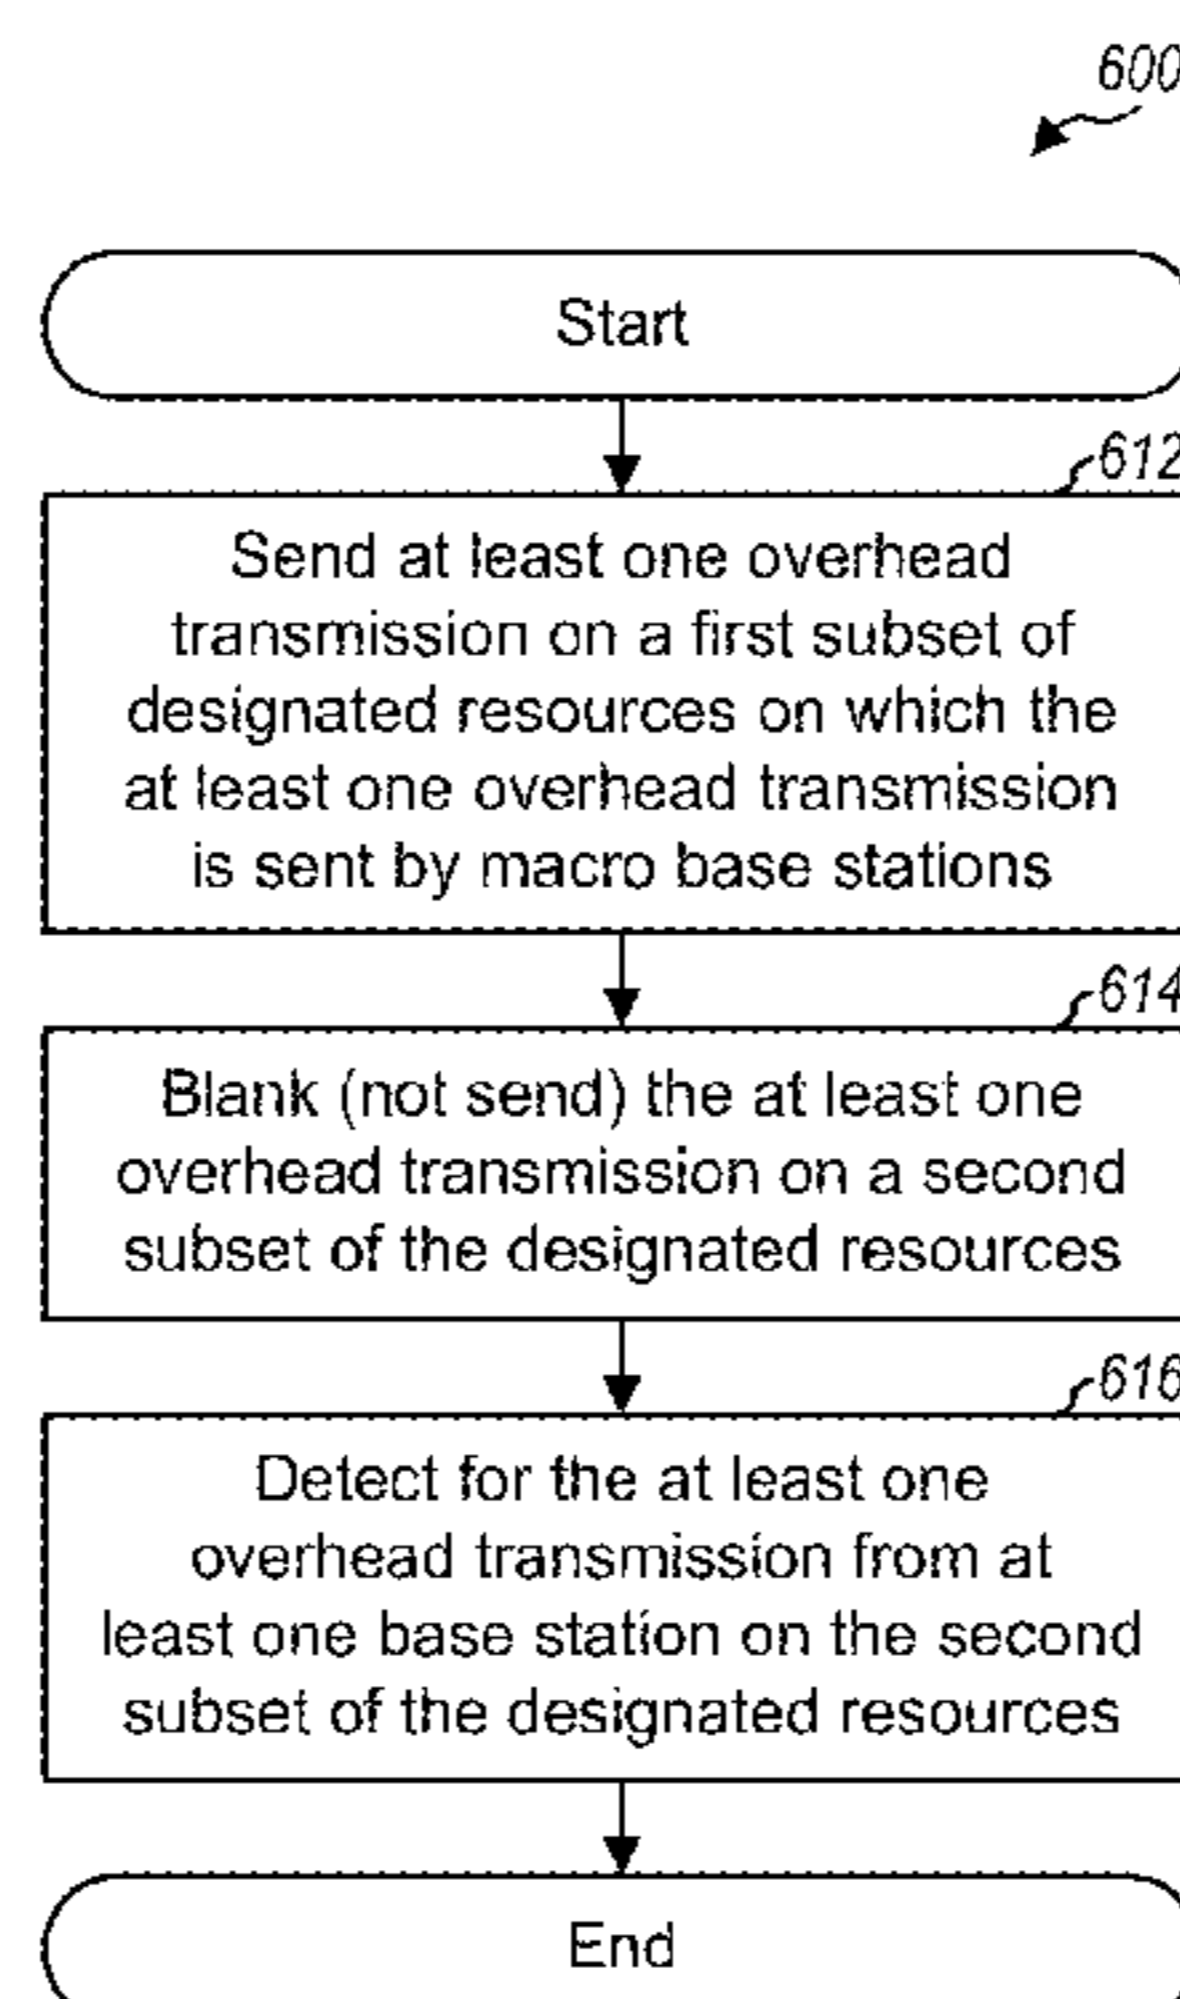 600
Start
612
Send at least one overhead
transmission on a first subset of
designated resources on which the
at least one overhead transmission
is sent by macro base stations
614
Blank (not send) the at least one
overhead transmission on a second
subset of the designated resources
616
Detect for the at least one
overhead transmission from at
least one base station on the second
subset of the designated resources
End